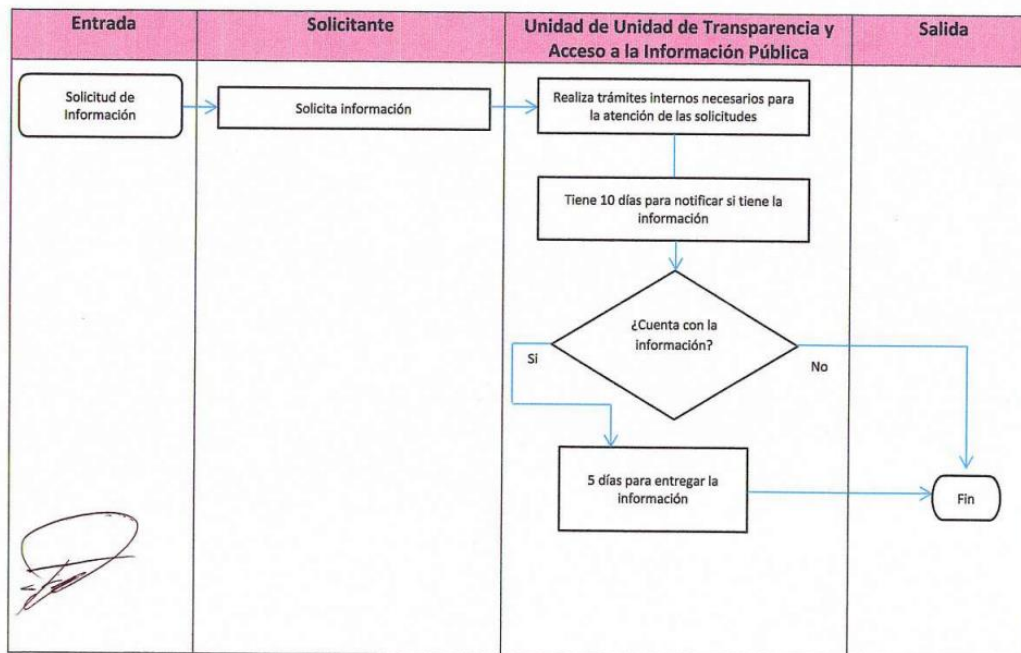 Entrada
Solicitante
Unidad de Unidad de Transparencia y
Acceso a la Información Pública
Salida
Solicitud de
Información
Solicita información
Realiza trámites internos necesarios para
la atención de las solicitudes
Tiene 10 días para notificar si tiene la
información
¿Cuenta con la
información?
Si
No
5 días para entregar la
información
Fin